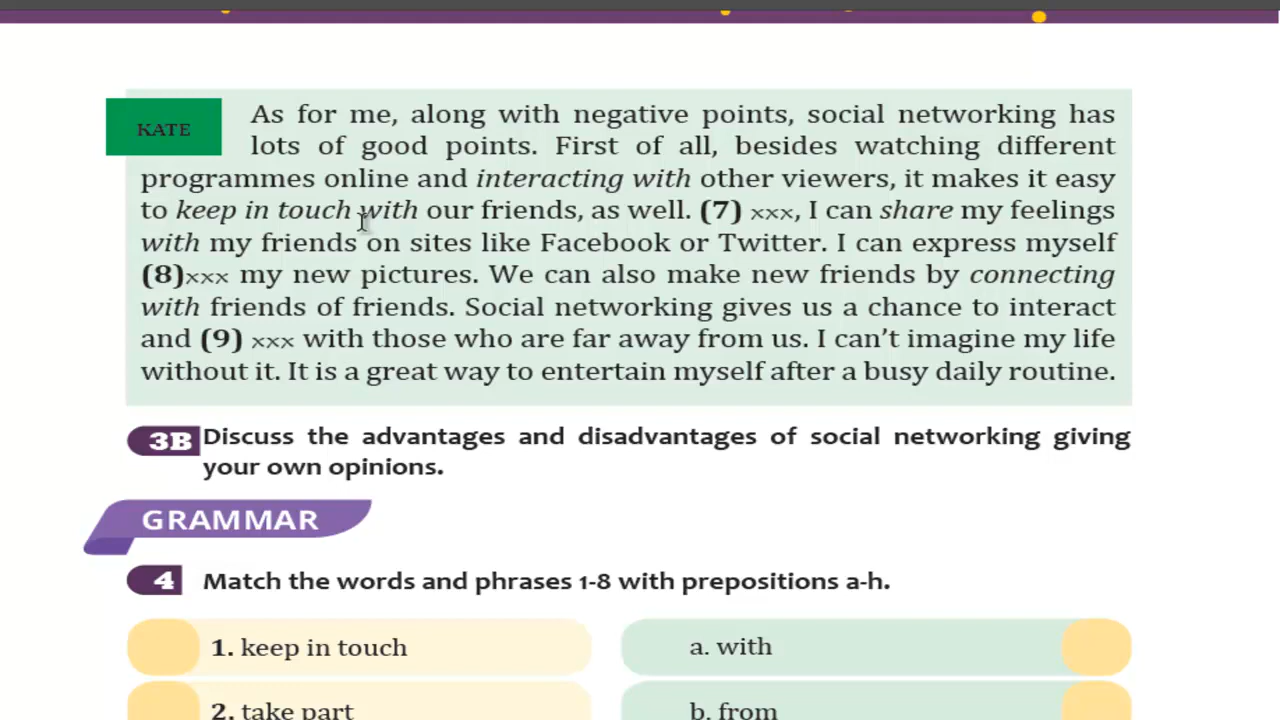 KATE
As for me, along with negative points, social networking has
lots of good points. First of all, besides watching different
programmes online and interacting with other viewers, it makes it easy
to keep in touch with our friends, as well. (7) xxx, I can share my feelings
with my friends on sites like Facebook or Twitter. I can express myself
(8)xxx my new pictures. We can also make new friends by connecting
with friends of friends. Social networking gives us a chance to interact
and (9) xxx with those who are far away from us. I can't imagine my life
without it. It is a great way to entertain myself after a busy daily routine.
3B Discuss the advantages and disadvantages of social networking giving
your own opinions.
GRAMMAR
4 Match the words and phrases 1-8 with prepositions a-h.
1. keep in touch
a. with
2. take part
b. from